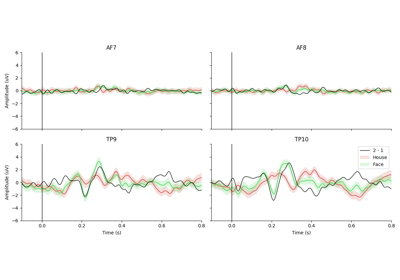 AF7
AF8
6
4
2
0
−2
−4
−6
Amplitude (uV)
TP9
TP10
6
4
2
0
−2
−4
−6
Amplitude (uV)
2 - 1
House
Face
0.0 0.2 0.4 0.6 0.8
0.0 0.2 0.4 0.6 0.8
Time (s)
Time (s)